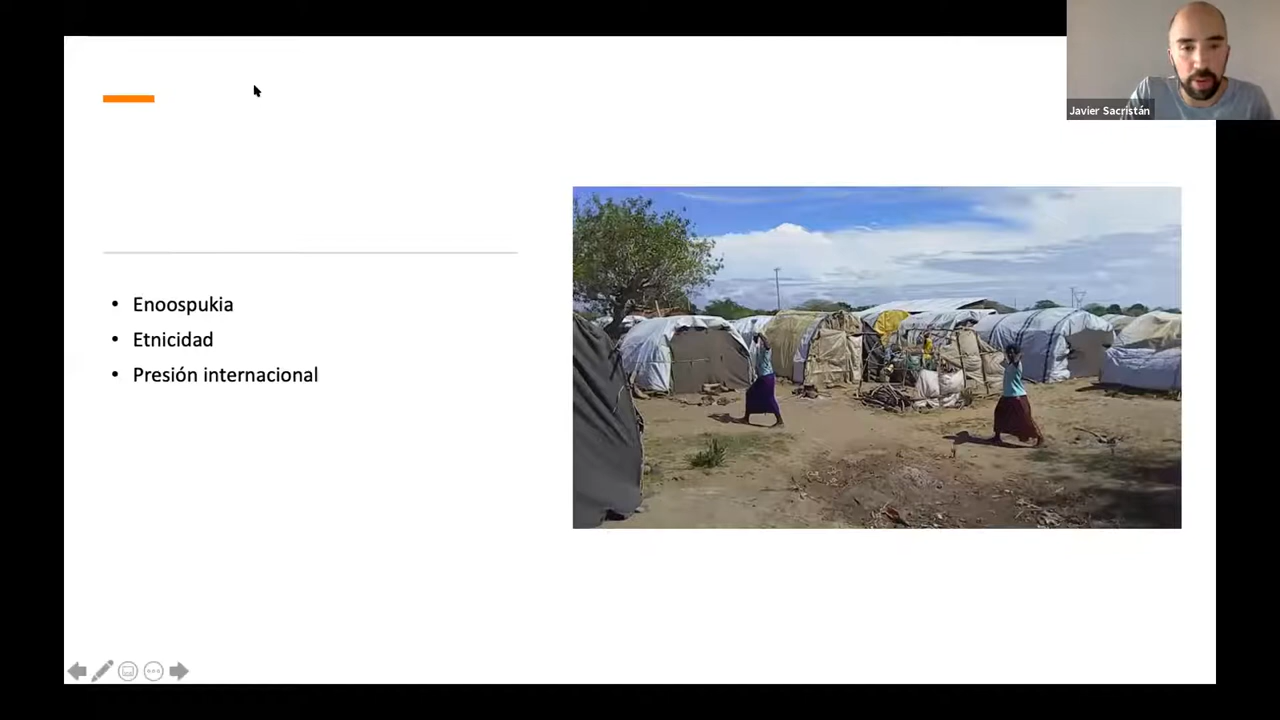 Javier Sacristán
Enoospukia
Etnicidad
Presión internacional